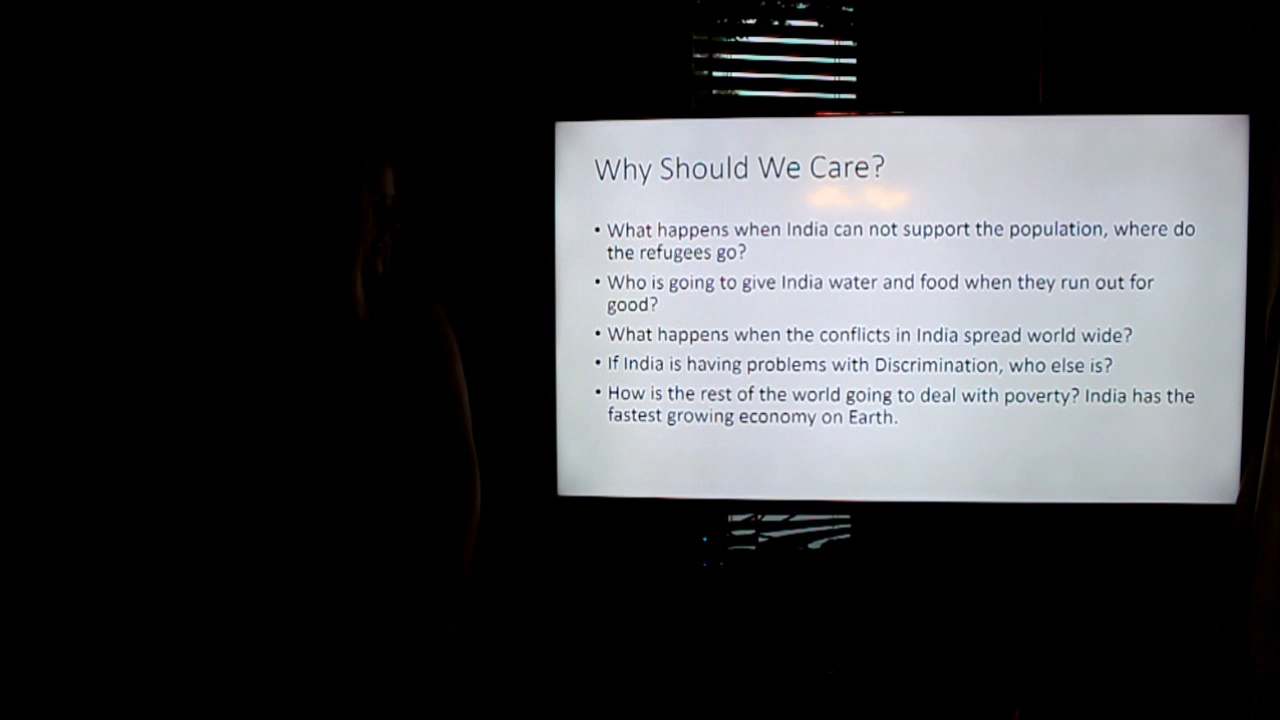 Why Should We Care?
• What happens when India can not support the population, where do
the refugees go?
• Who is going to give India water and food when they run out for
good?
• What happens when the conflicts in India spread world wide?
• If India is having problems with Discrimination, who else is?
• How is the rest of the world going to deal with poverty? India has the
fastest growing economy on Earth.